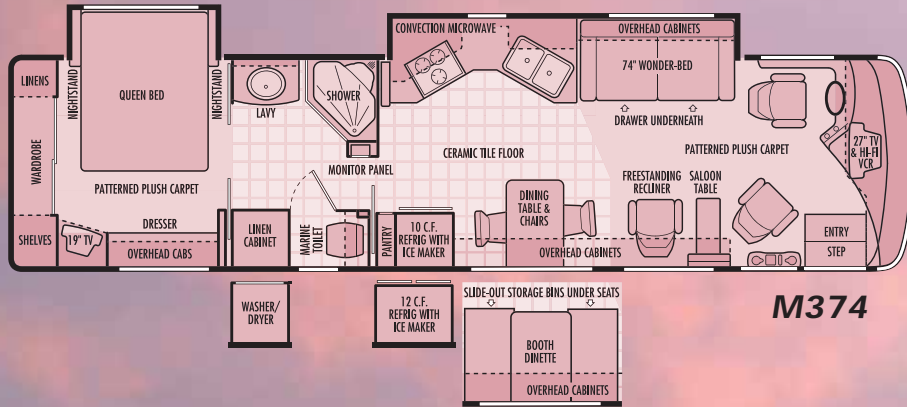 CONVECTION MICROWAVE
OVERHEAD CABINETS
LINENS
NIGHTSTAND
QUEEN BED
NIGHTSTAND
LAVY
SHOWER
74" WONDER-BED
DRAWER UNDERNEATH
27" TV
& HI-FI
VCR
WARDROBE
MONITOR PANEL
CERAMIC TILE FLOOR
PATTERNED PLUSH CARPET
PATTERNED PLUSH CARPET
FREESTANDING
RECLINER
SALOON
TABLE
DINING
TABLE &
CHAIRS
DRESSER
SHELVES
19" TV
OVERHEAD CABS
LINEN
CABINET
MARINE
TOILET
PANTRY
10 C.F.
REFRIG WITH
ICE MAKER
OVERHEAD CABINETS
ENTRY
STEP
WASHER/
DRYER
12 C.F.
REFRIG WITH
ICE MAKER
SLIDE-OUT STORAGE BINS UNDER SEATS
BOOTH
DINETTE
OVERHEAD CABINETS
M374